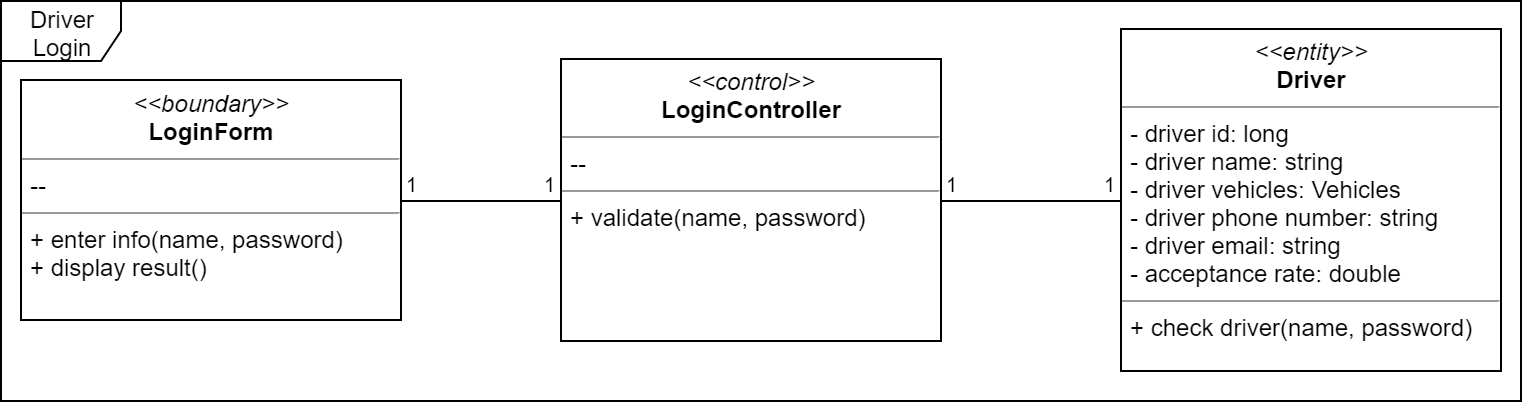 Driver
Login
<<boundary>>
LoginForm
--
+ enter info(name, password)
+ display result()
1
1
<<control>>
LoginController
--
+ validate(name, password)
1
1
<<entity>>
Driver
- driver id: long
- driver name: string
- driver vehicles: Vehicles
- driver phone number: string
- driver email: string
- acceptance rate: double
+ check driver(name, password)